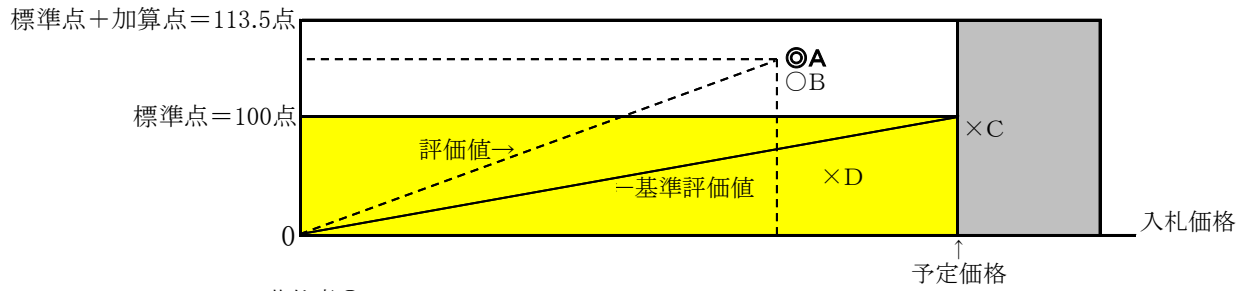 標準点＋加算点＝113.5点
◎A
○B
標準点＝100点
×C
評価値→
←基準評価値
×D
0
入札価格
↑
予定価格